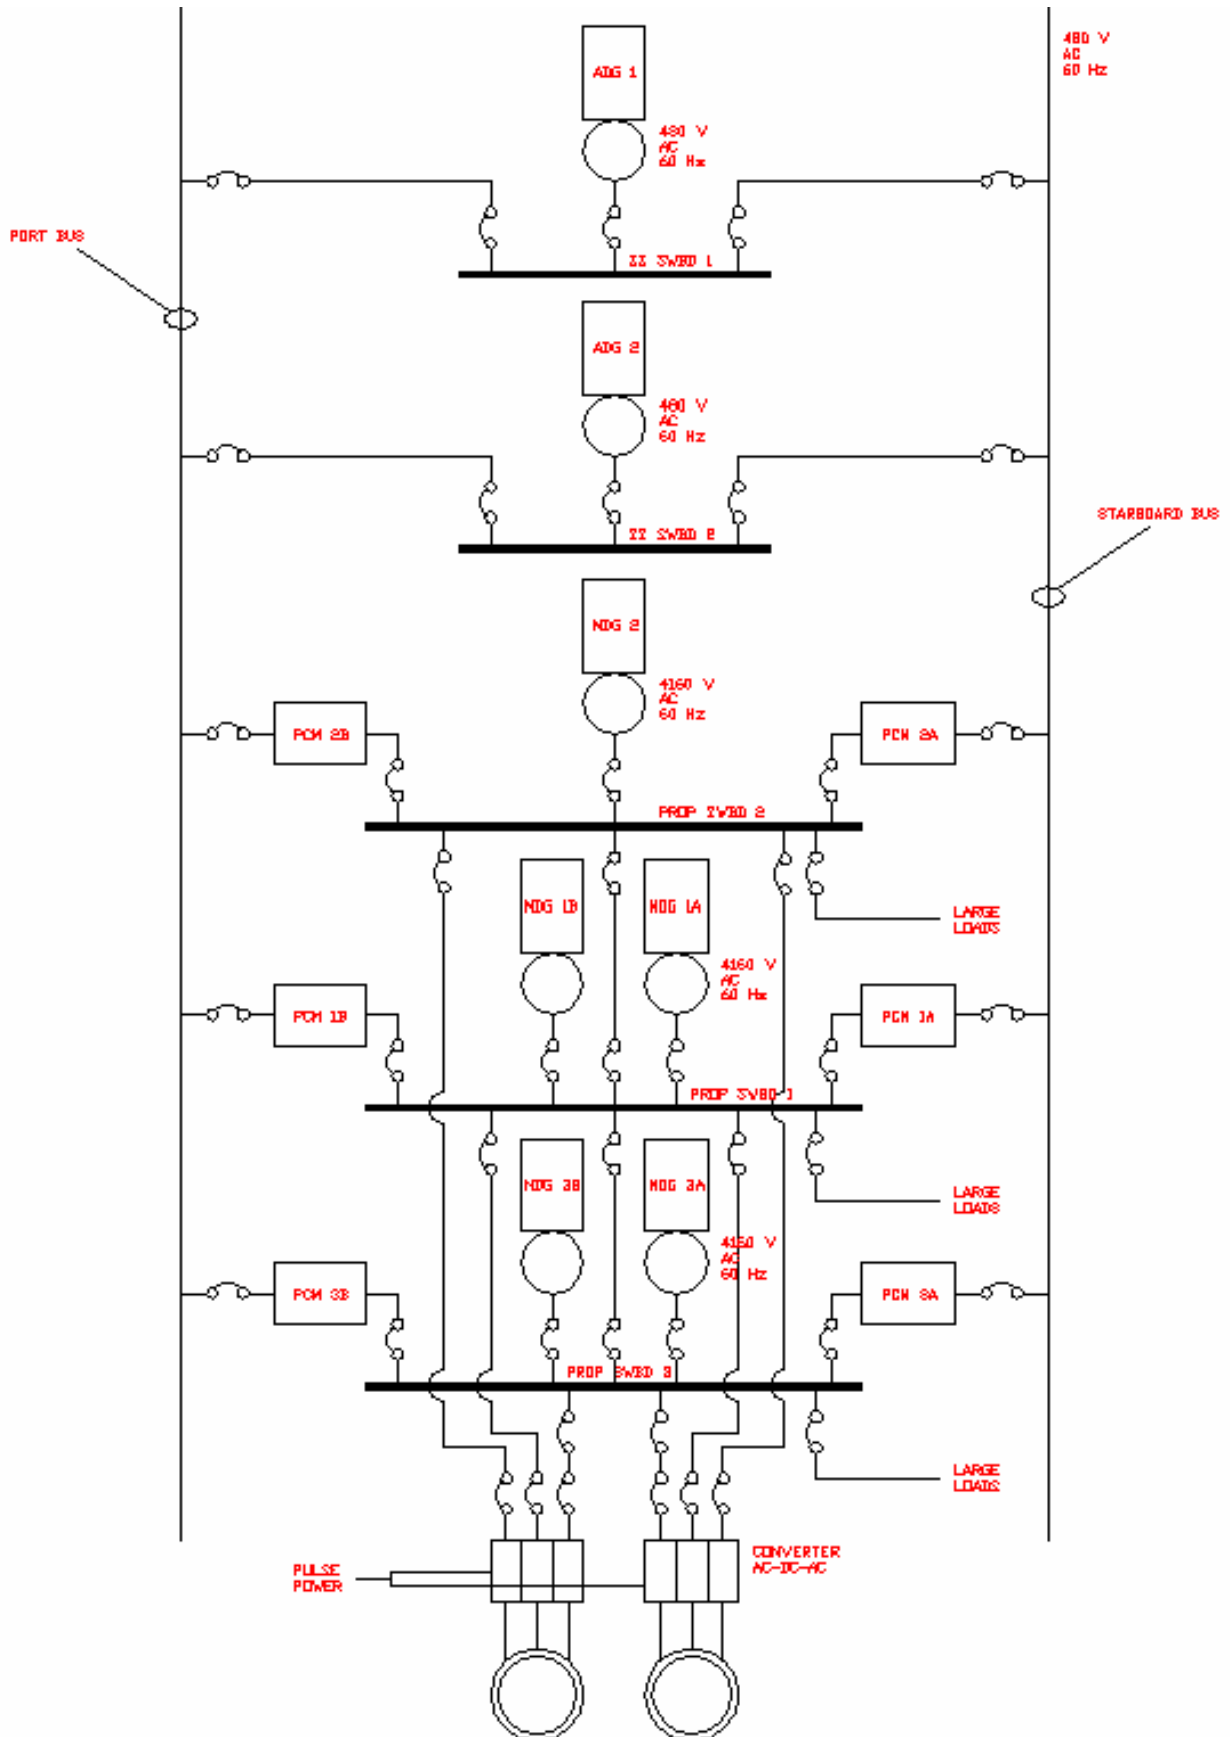 480 V
AC
60 Hz
ADG 1
480 V
AC
60 Hz
PORT BUS
ZZ SWBD 1
ADG 2
480 V
AC
60 Hz
STARBOARD BUS
ZZ SWBD 2
MDG 2
4160 V
AC
60 Hz
PCM 2B
PCM 2A
PROP SWBD 2
MDG 1B
MDG 1A
LARGE
LOADS
4160 V
AC
60 Hz
PCM 1B
PCM 1A
PROP SWBD 1
MDG 3B
MDG 3A
LARGE
LOADS
4160 V
AC
60 Hz
PCM 3B
PCM 3A
PROP SWBD 3
LARGE
LOADS
CONVERTER
AC-DC-AC
PULSE
POWER